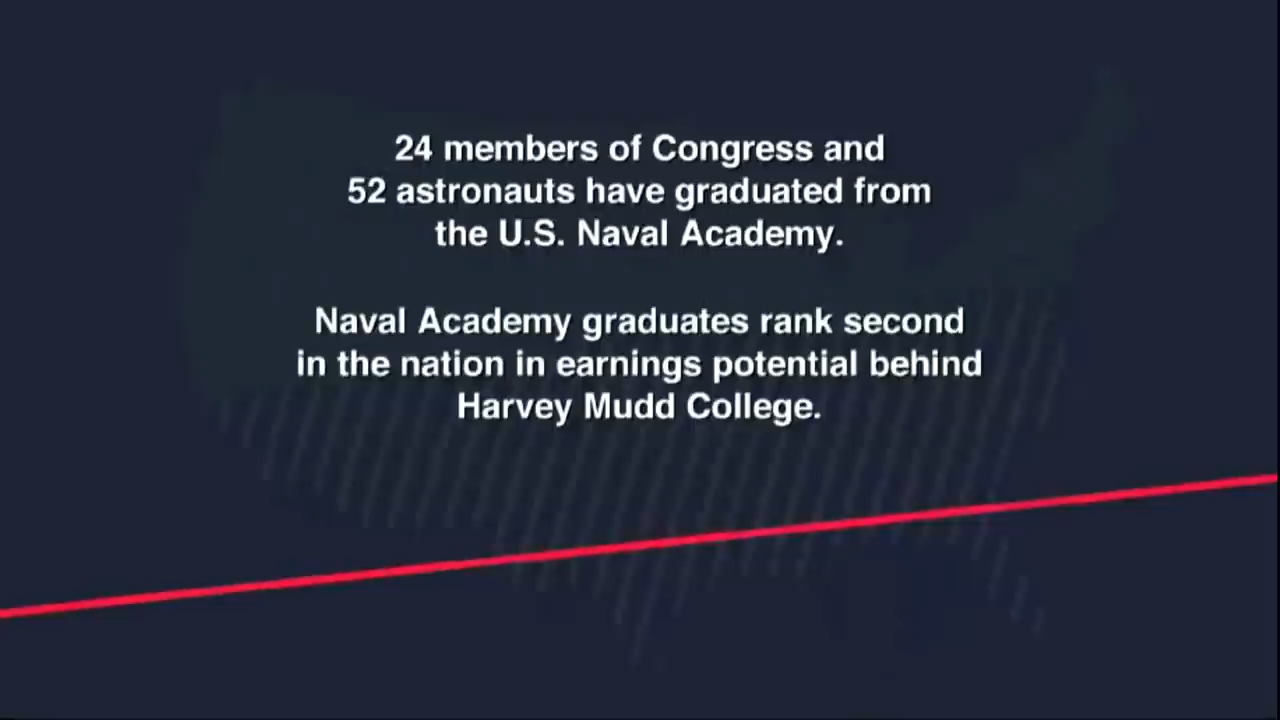 24 members of Congress and
52 astronauts have graduated from
the U.S. Naval Academy.
Naval Academy graduates rank second
in the nation in earnings potential behind
Harvey Mudd College.